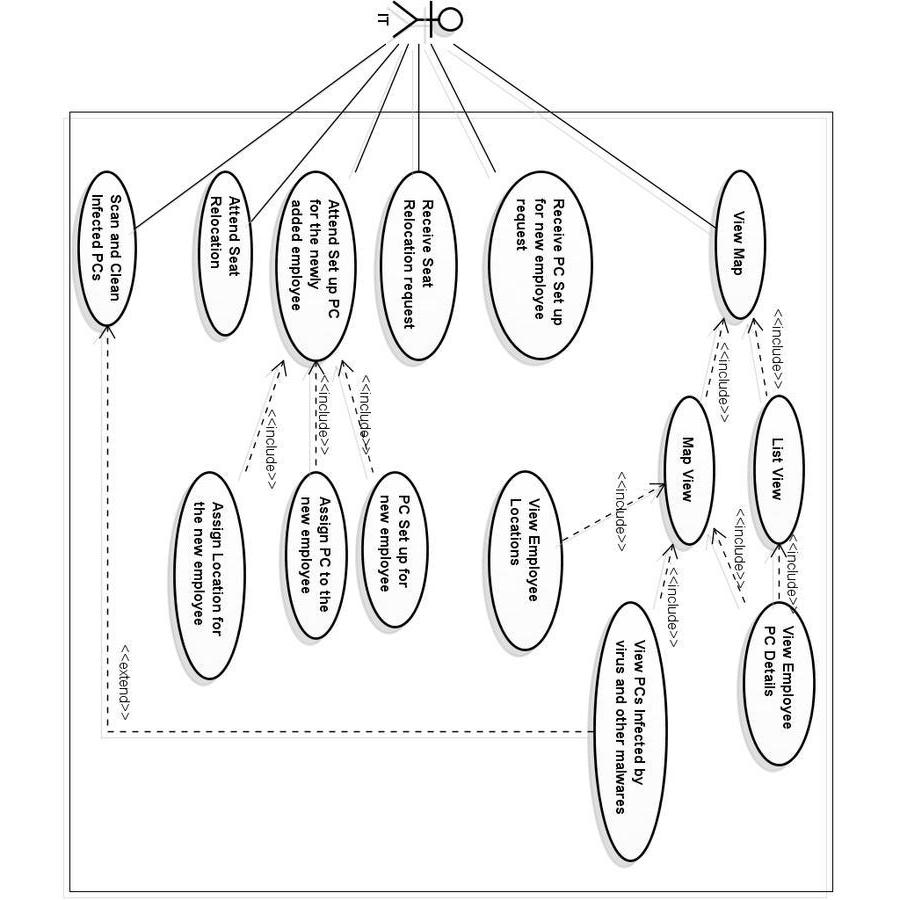 IT
View Map
Receive PC Set up
for new employee
request
Receive Seat
Relocation request
Attend Set up PC
for the newly
added employee
Attend Seat
Relocation
Scan and Clean
Infected PCs
<<include>>
<<include>>
List View
Map View
<<include>>
<<include>>
<<include>>
<<include>>
View Employee
PC Details
View PCs Infected by
virus and other malwares
View Employee
Locations
<<include>>
<<include>>
<<include>>
PC Set up for
new employee
Assign PC to the
new employee
Assign Location for
the new employee
<<extend>>